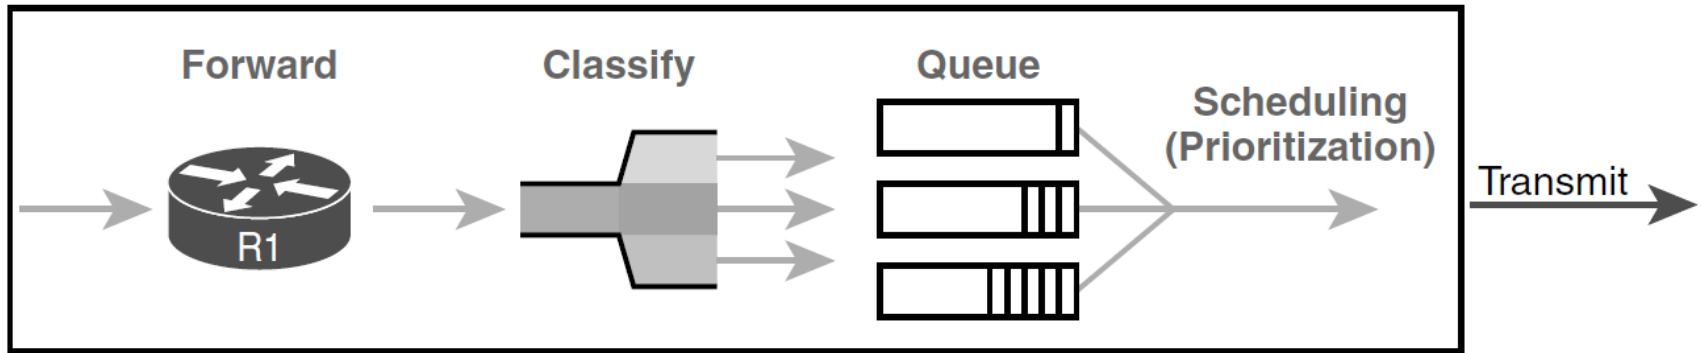 Forward
Classify
Queue
Scheduling
(Prioritization)
Transmit
R1